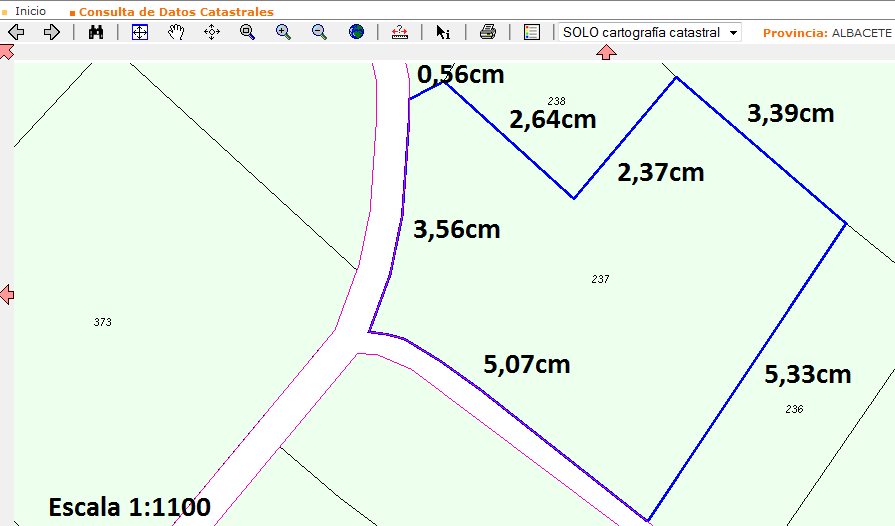 Inicio
Consulta de Datos Catastrales
SOLO cartografía catastral
Provincia: ALBACETE
0,56cm
238
2,64cm
3,39cm
2,37cm
3,56cm
237
373
5,07cm
5,33cm
236
Escala 1:1100